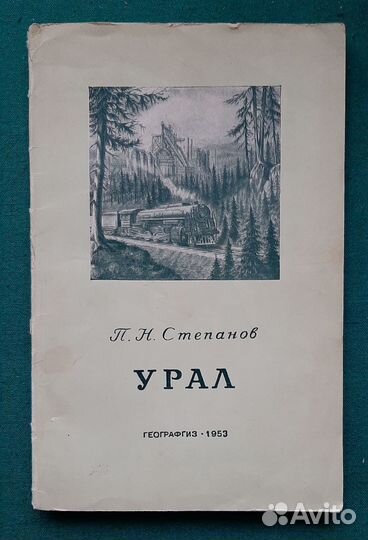 П. Н. Степанов
УРАЛ
ГЕОГРАФГИЗ • 1953
Avito